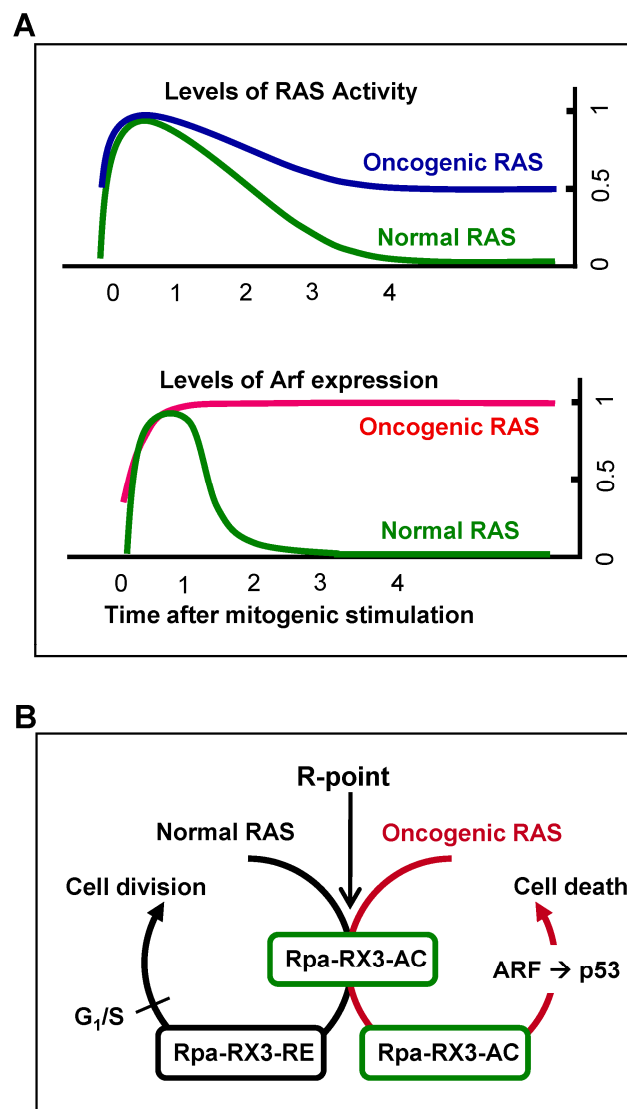 A
Levels of RAS Activity
1
Oncogenic RAS
0.5
Normal RAS
0
0 1 2 3 4
Levels of Arf expression
1
Oncogenic RAS
0.5
Normal RAS
0
0 1 2 3 4
Time after mitogenic stimulation
B
R-point
Normal RAS
Oncogenic RAS
Cell division
Cell death
Rpa-RX3-AC
ARF → p53
G₁/S
Rpa-RX3-RE
Rpa-RX3-AC